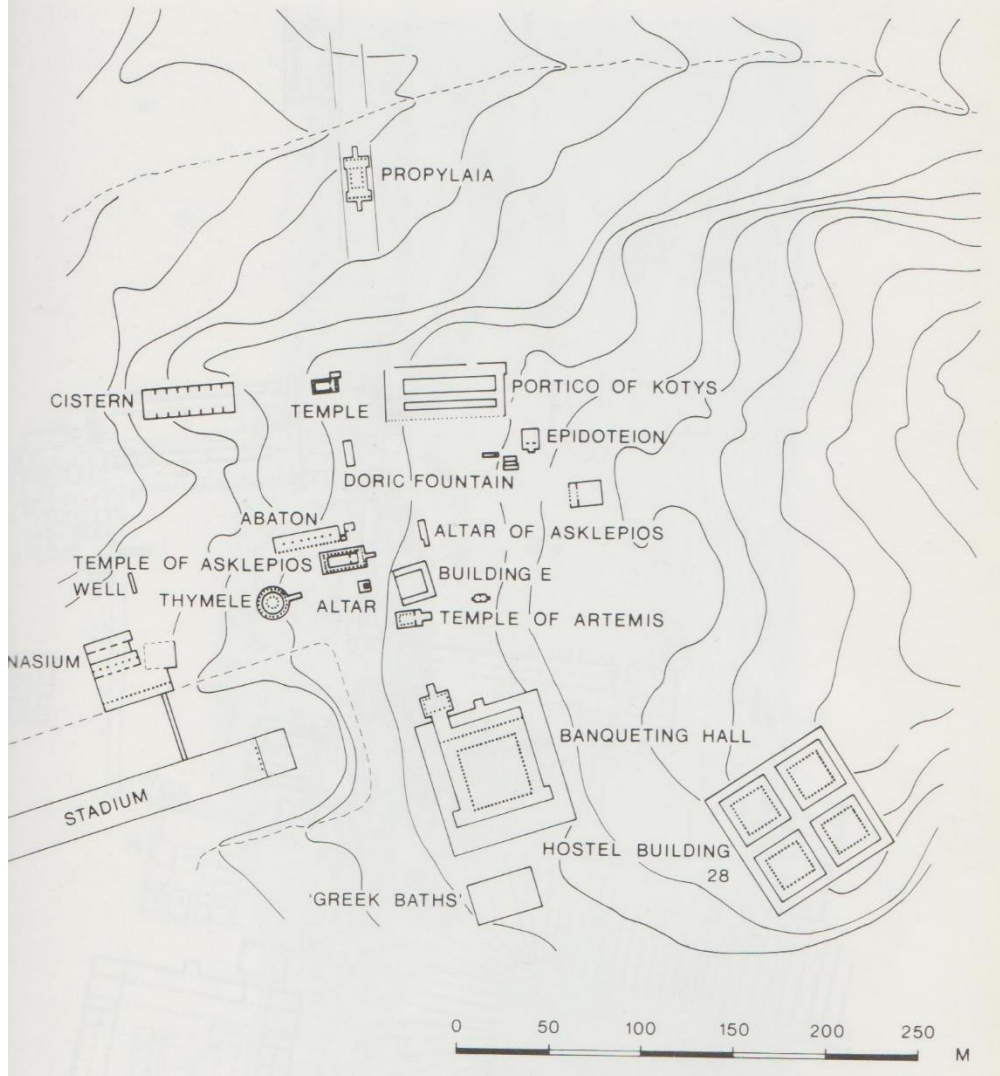 PROPYLAIA
CISTERN
TEMPLE
PORTICO OF KOTYS
EPIDOTEION
DORIC FOUNTAIN
ABATON
ALTAR OF ASKLEPIOS
TEMPLE OF ASKLEPIOS
WELL
THYMELE
ALTAR
BUILDING E
TEMPLE OF ARTEMIS
NASIUM
BANQUETING HALL
STADIUM
HOSTEL BUILDING
28
'GREEK BATHS'
0 50 100 150 200 250
M